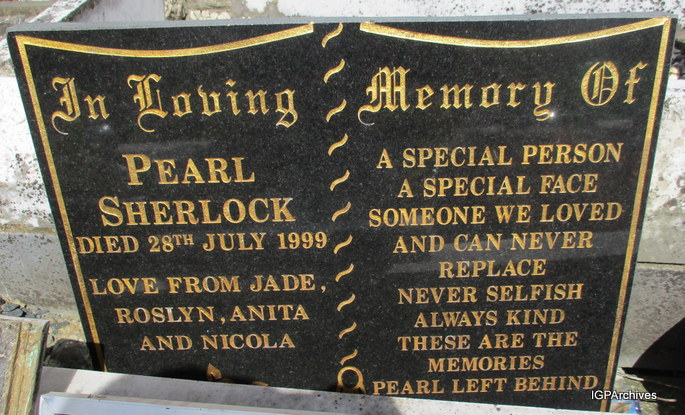 In Loving Memory Of
PEARL
SHERLOCK
DIED 28TH JULY 1999
LOVE FROM JADE,
ROSLYN, ANITA
AND NICOLA
A SPECIAL PERSON
A SPECIAL FACE
SOMEONE WE LOVED
AND CAN NEVER
REPLACE
NEVER SELFISH
ALWAYS KIND
THESE ARE THE
MEMORIES
PEARL LEFT BEHIND
IGPArchives